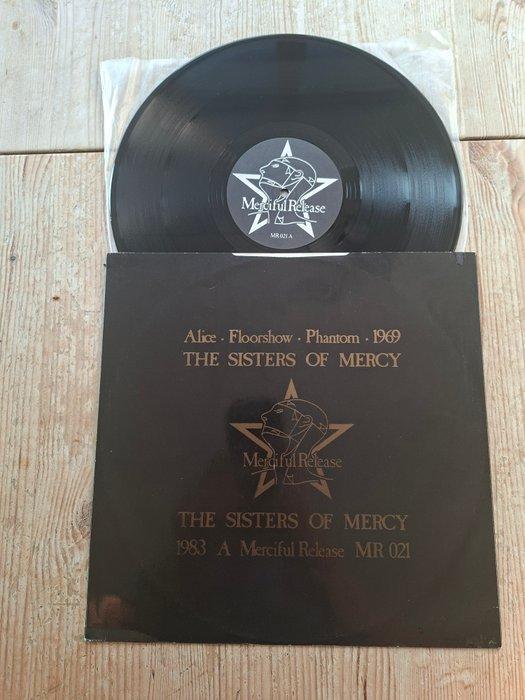 Merciful Release
MR 021 A
Alice · Floorshow · Phantom · 1969
THE SISTERS OF MERCY
Merciful Release
THE SISTERS OF MERCY
1983 A Merciful Release MR 021